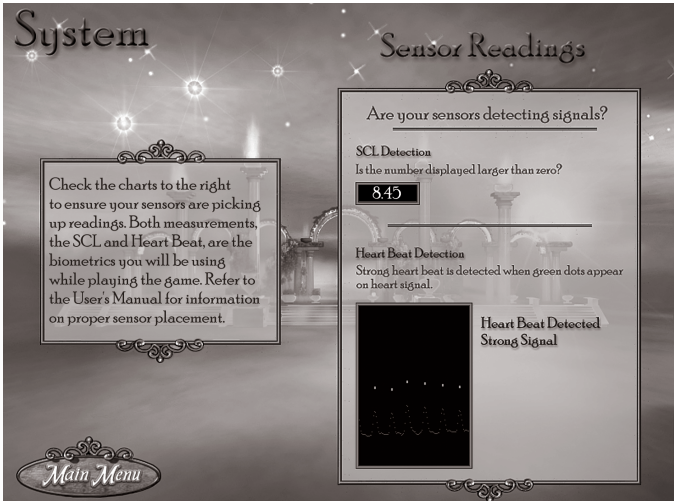 System
Check the charts to the right
to ensure your sensors are picking
up readings. Both measurements,
the SCL and Heart Beat, are the
biometrics you will be using
while playing the game. Refer to
the User's Manual for information
on proper sensor placement.
Main Menu
Sensor Readings
Are your sensors detecting signals?
SCL Detection
Is the number displayed larger than zero?
8.45
Heart Beat Detection
Strong heart beat is detected when green dots appear
on heart signal.
Heart Beat Detected
Strong Signal